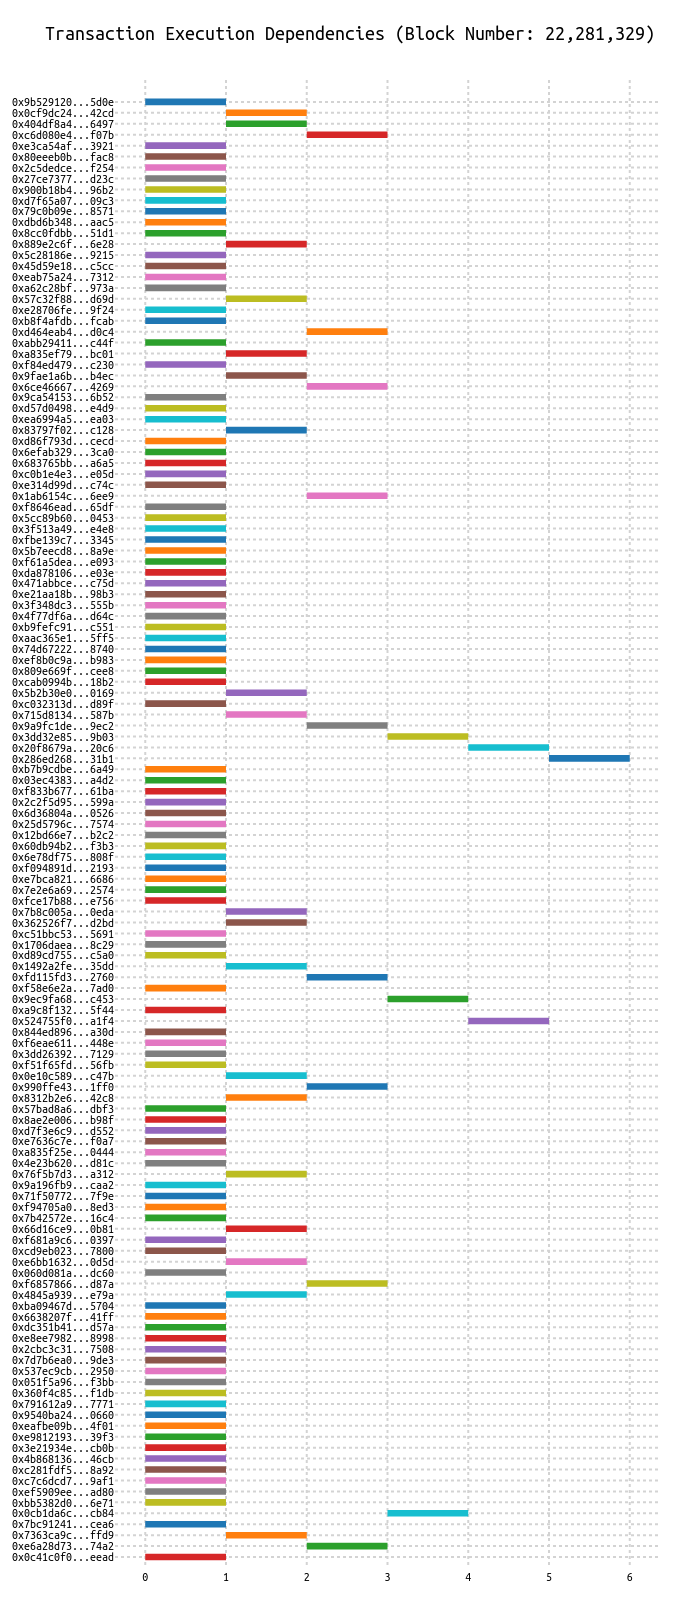 Transaction Execution Dependencies (Block Number: 22,281,329)
0x9b529120...5d0e
0x0cf9dc24...42cd
0x404df8a4...6497
0xc6d080e4...f07b
0xe3ca54af...3921
0x80eeeb0b...fac8
0x2c5dedce...f254
0x27ce7377...d23c
0x900b18b4...96b2
0xd7f65a07...09c3
0x79c0b09e...8571
0xdbd6b348...aac5
0x8cc0fdbb...51d1
0x889e2c6f...6e28
0x5c28186e...9215
0x45d59e18...c5cc
0xeab75a24...7312
0xa62c28bf...973a
0x57c32f88...d69d
0xe28706fe...9f24
0xb8f4afdb...fcab
0xd464eab4...d0c4
0xabb29411...c44f
0xa835ef79...bc01
0xf84ed479...c230
0x9fae1a6b...b4ec
0x6ce46667...4269
0x9ca54153...6b52
0xd57d0498...e4d9
0xea6994a5...ea03
0x83797f02...c128
0xd86f793d...cecd
0x6efab329...3ca0
0x683765bb...a6a5
0xc0b1e4e3...e05d
0xe314d99d...c74c
0x1ab6154c...6ee9
0xf8646ead...65df
0x5cc89b60...0453
0x3f513a49...e4e8
0xfbe139c7...3345
0x5b7eecd8...8a9e
0xf61a5dea...e093
0xda878106...e03e
0x471abbce...c75d
0xe21aa18b...98b3
0x3f348dc3...555b
0x4f77df6a...d64c
0xb9fefc91...c551
0xaac365e1...5ff5
0x74d67222...8740
0xef8b0c9a...b983
0x809e669f...cee8
0xcab0994b...18b2
0x5b2b30e0...0169
0xc032313d...d89f
0x715d8134...587b
0x9a9fc1de...9ec2
0x3dd32e85...9b03
0x20f8679a...20c6
0x286ed268...31b1
0xb7b9cdbe...6a49
0x03ec4383...a4d2
0xf833b677...61ba
0x2c2f5d95...599a
0x6d36804a...0526
0x25d5796c...7574
0x12bd66e7...b2c2
0x60db94b2...f3b3
0x6e78df75...808f
0xf094891d...2193
0xe7bca821...6686
0x7e2e6a69...2574
0xfce17b88...e756
0x7b8c005a...0eda
0x362526f7...d2bd
0xc51bbc53...5691
0x1706daea...8c29
0xd89cd755...c5a0
0x1492a2fe...35dd
0xfd115fd3...2760
0xf58e6e2a...7ad0
0x9ec9fa68...c453
0xa9c8f132...5f44
0x524755f0...a1f4
0x844ed896...a30d
0xf6eae611...448e
0x3dd26392...7129
0xf51f65fd...56fb
0x0e10c589...c47b
0x990ffe43...1ff0
0x8312b2e6...42c8
0x57bad8a6...dbf3
0x8ae2e006...b98f
0xd7f3e6c9...d552
0xe7636c7e...f0a7
0xa835f25e...0444
0x4e23b620...d81c
0x76f5b7d3...a312
0x9a196fb9...caa2
0x71f50772...7f9e
0xf94705a0...8ed3
0x7b42572e...16c4
0x66d16ce9...0b81
0xf681a9c6...0397
0xcd9eb023...7800
0xe6bb1632...0d5d
0x060d081a...dc60
0xf6857866...d87a
0x4845a939...e79a
0xba09467d...5704
0x6638207f...41ff
0xdc351b41...d57a
0xe8ee7982...8998
0x2cbc3c31...7508
0x7d7b6ea0...9de3
0x537ec9cb...2950
0x051f5a96...f3bb
0x360f4c85...f1db
0x791612a9...7771
0x9540ba24...0660
0xeafbe09b...4f01
0xe9812193...39f3
0x3e21934e...cb0b
0x4b868136...46cb
0xc281fdf5...8a92
0xc7c6dcd7...9af1
0xef5909ee...ad80
0xbb5382d0...6e71
0x0cb1da6c...cb84
0x7bc91241...cea6
0x7363ca9c...ffd9
0xe6a28d73...74a2
0x0c41c0f0...eead
0 1 2 3 4 5 6